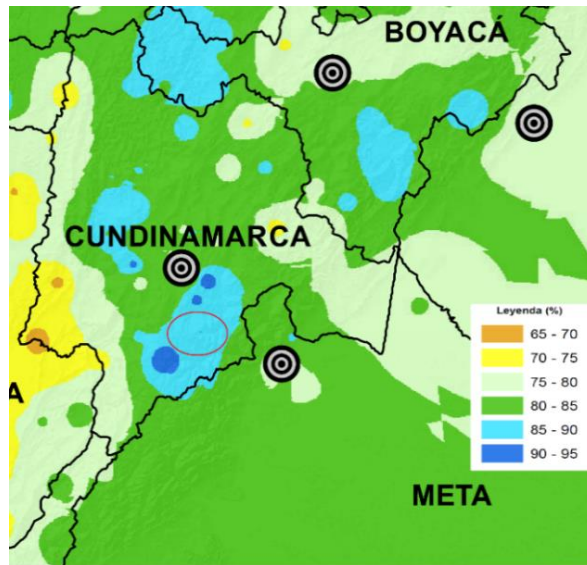 BOYACÁ
CUNDINAMARCA
Leyenda (%)
65 - 70
70 - 75
75 - 80
80 - 85
85 - 90
90 - 95
A
META